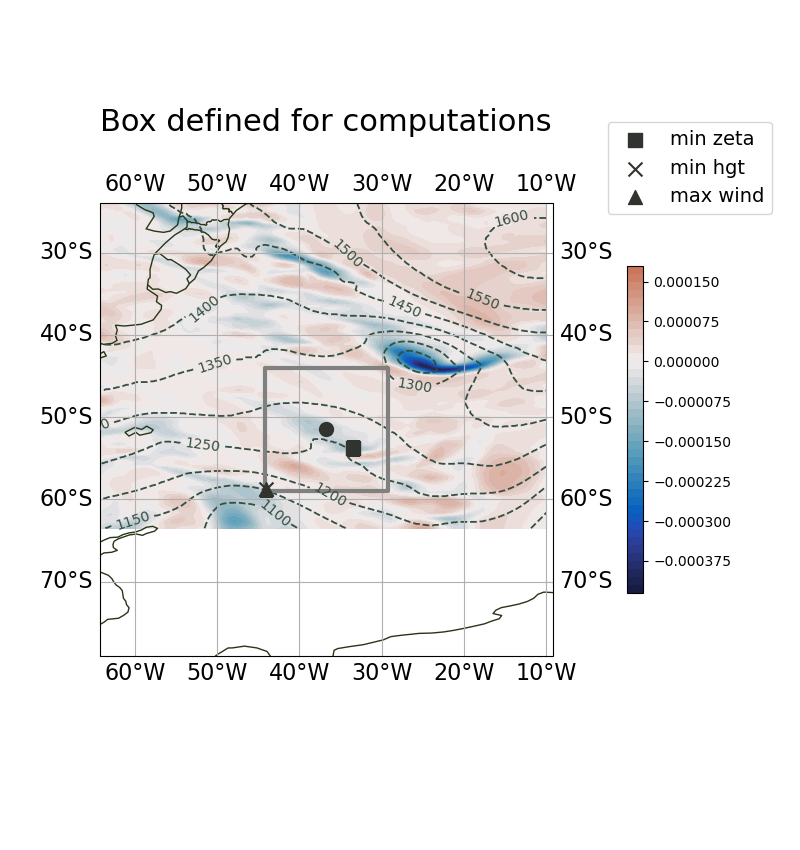 Box defined for computations
min zeta
min hgt
max wind
60°W 50°W 40°W 30°W 20°W 10°W
1600
30°S 30°S
1500
0.000150
1550
1450
1400
0.000075
40°S 40°S
1350
0.000000
1300
−0.000075
50°S 50°S
0
1250
−0.000150
1200
60°S 60°S
−0.000225
1100
1150
−0.000300
−0.000375
70°S 70°S
60°W 50°W 40°W 30°W 20°W 10°W